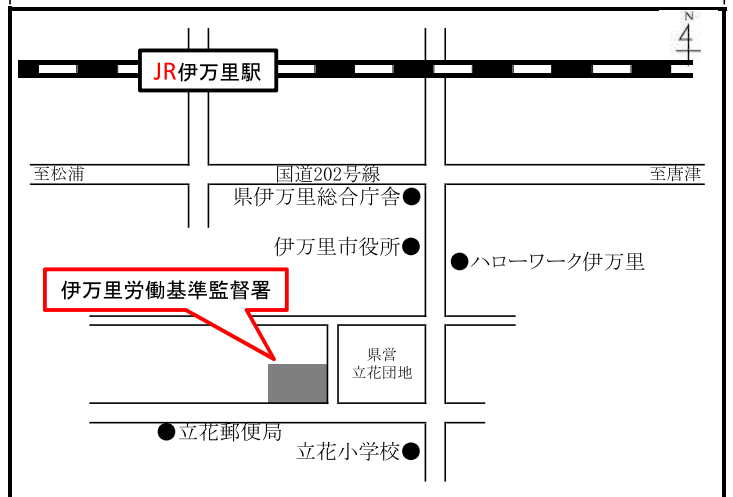 N
JR伊万里駅
至松浦
国道202号線
至唐津
県伊万里総合庁舎●
伊万里市役所●
●ハローワーク伊万里
伊万里労働基準監督署
県営
立花団地
●立花郵便局
立花小学校●